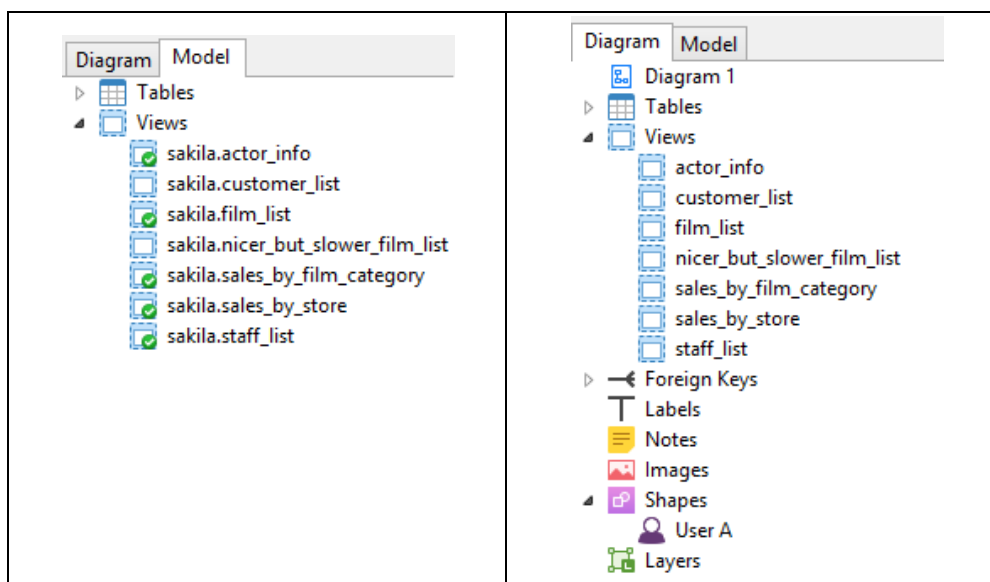 Diagram Model
Tables
Views
sakila.actor_info
sakila.customer_list
sakila.film_list
sakila.nicer_but_slower_film_list
sakila.sales_by_film_category
sakila.sales_by_store
sakila.staff_list
Diagram Model
Diagram 1
Tables
Views
actor_info
customer_list
film_list
nicer_but_slower_film_list
sales_by_film_category
sales_by_store
staff_list
Foreign Keys
Labels
Notes
Images
Shapes
User A
Layers